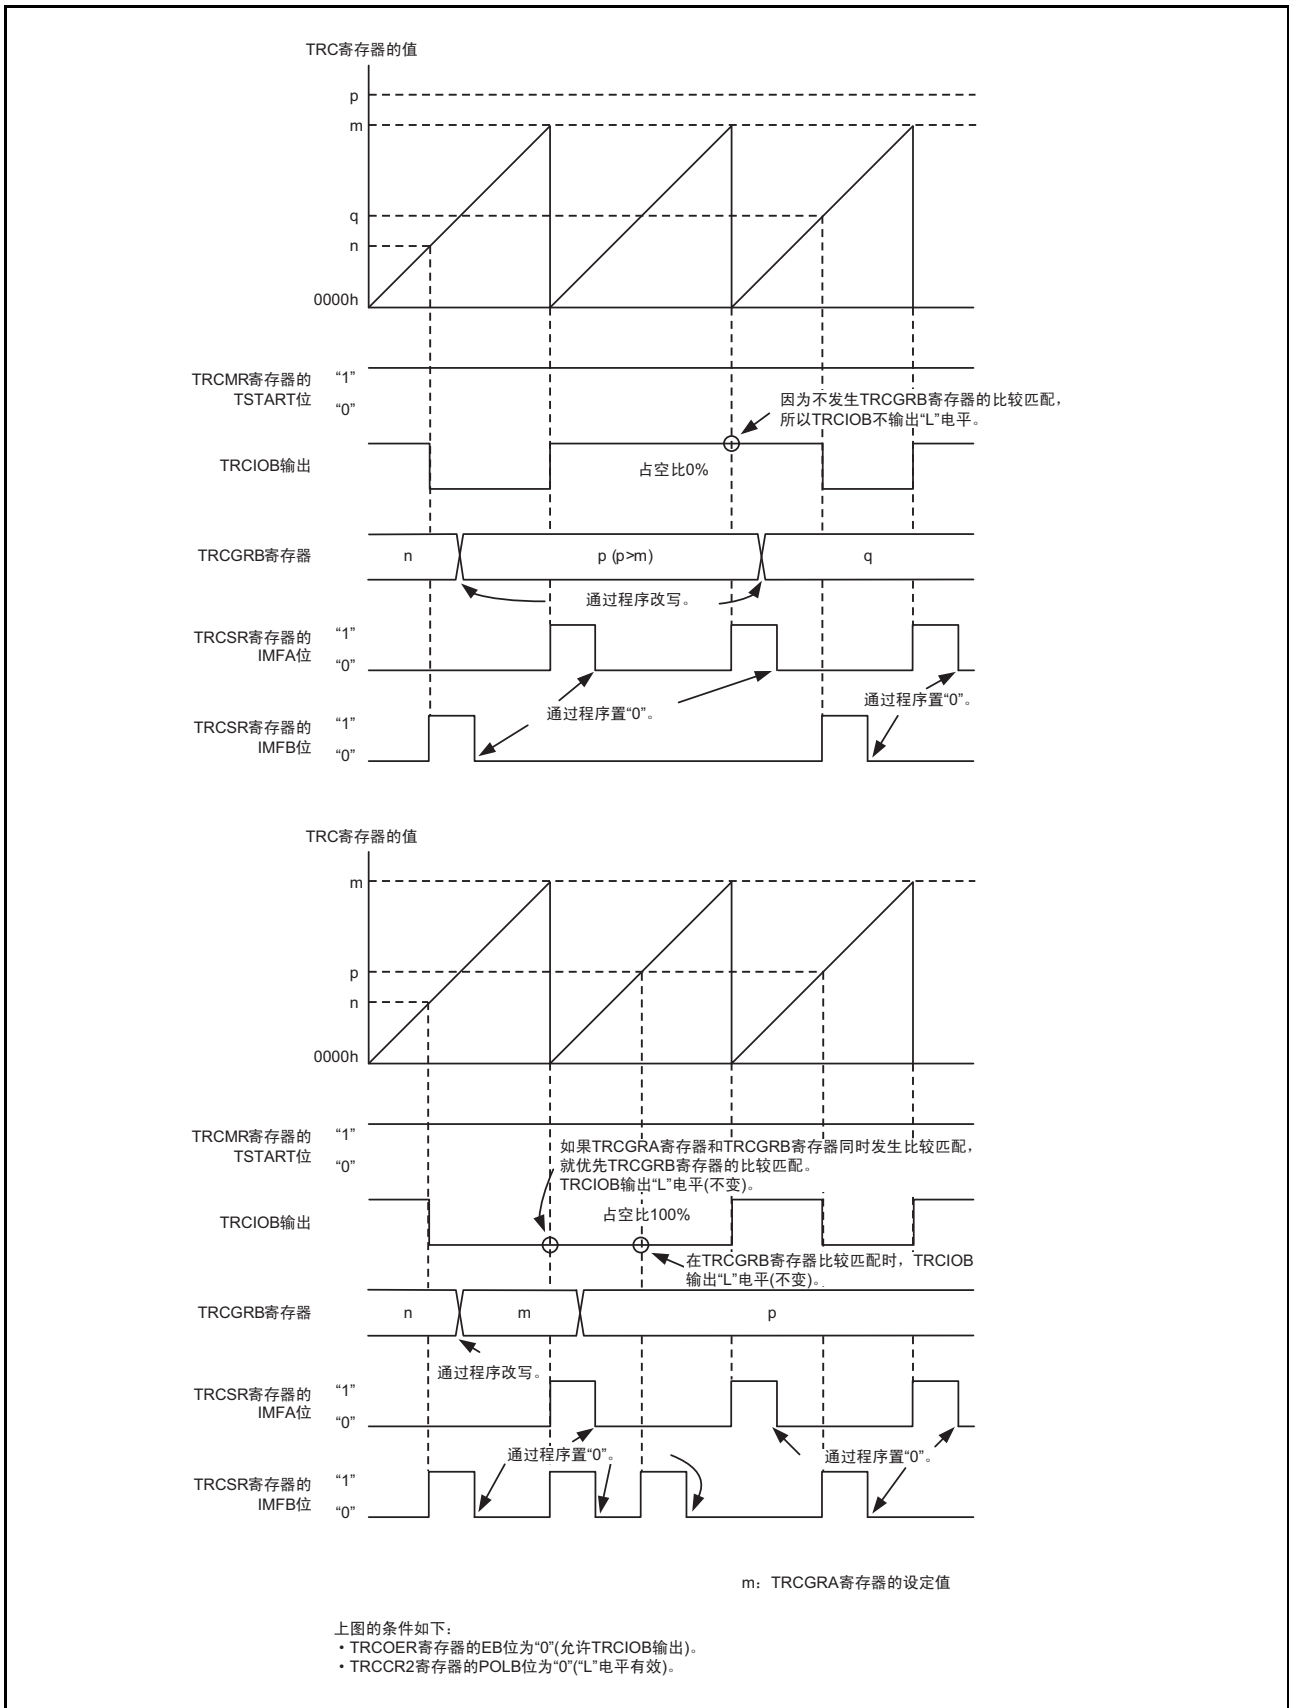 TRC寄存器的值
p
m
q
n
0000h
TRCMR寄存器的
TSTART位
“1”
“0”
因为不发生TRCGRB寄存器的比较匹配，
所以TRCIOB不输出“L”电平。
TRCIOB输出
占空比0%
TRCGRB寄存器
n
p (p>m)
q
通过程序改写。
TRCSR寄存器的
IMFA位
“1”
“0”
通过程序置“0”。
通过程序置“0”。
TRCSR寄存器的
IMFB位
“1”
“0”
TRC寄存器的值
m
p
n
0000h
TRCMR寄存器的
TSTART位
“1”
“0”
如果TRCGRA寄存器和TRCGRB寄存器同时发生比较匹配，
就优先TRCGRB寄存器的比较匹配。
TRCIOB输出“L”电平(不变)。
TRCIOB输出
占空比100%
在TRCGRB寄存器比较匹配时，TRCIOB
输出“L”电平(不变)。
TRCGRB寄存器
n
m
p
通过程序改写。
TRCSR寄存器的
IMFA位
“1”
“0”
通过程序置“0”。
通过程序置“0”。
TRCSR寄存器的
IMFB位
“1”
“0”
m：TRCGRA寄存器的设定值
上图的条件如下：
・TRCOER寄存器的EB位为“0”(允许TRCIOB输出)。
・TRCCR2寄存器的POLB位为“0”(“L”电平有效)。